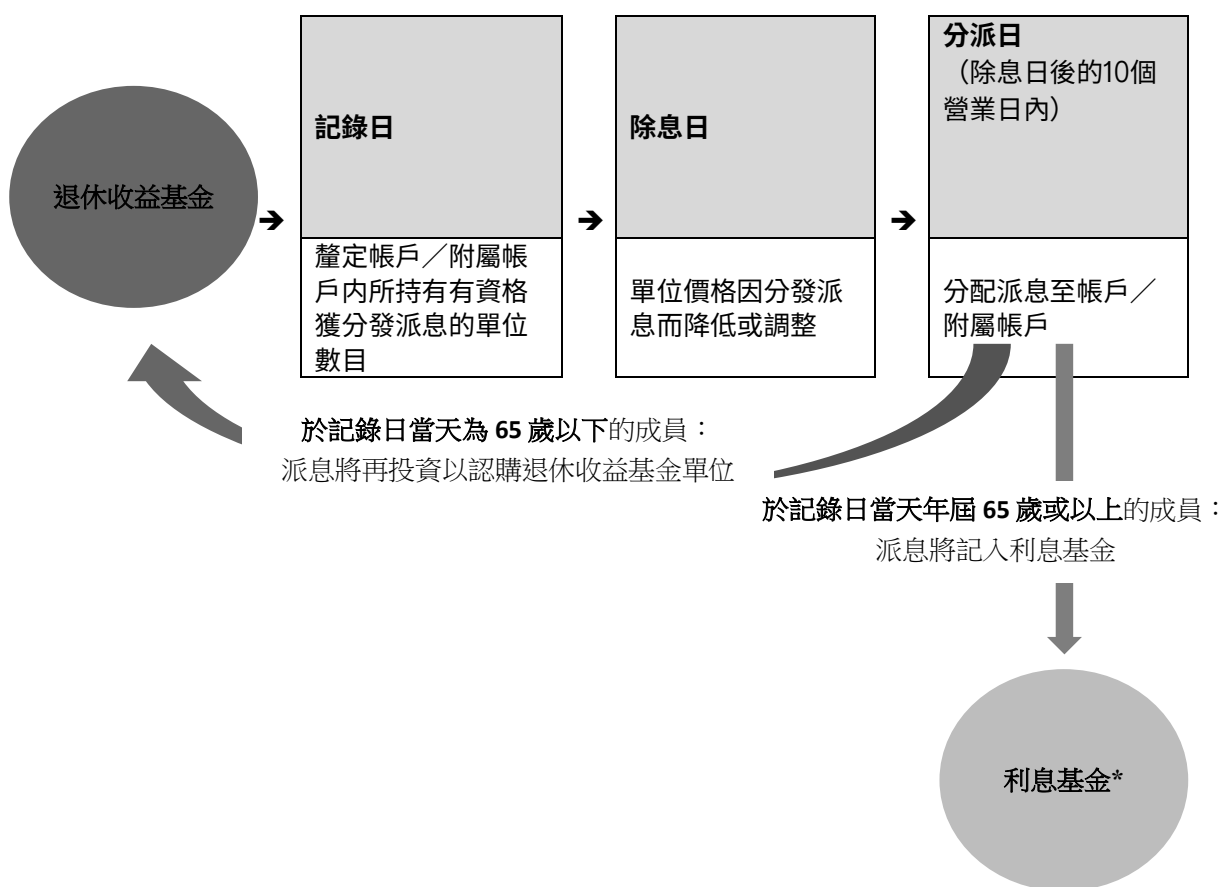 退休收益基金
➔
記錄日
釐定帳戶／附屬帳
戶內所持有有資格
獲分發派息的單位
數目
➔
除息日
單位價格因分發派
息而降低或調整
➔
分派日
（除息日後的10個
營業日內）
分配派息至帳戶／
附屬帳戶
於記錄日當天為 65 歲以下的成員：
派息將再投資以認購退休收益基金單位
於記錄日當天年屆 65 歲或以上的成員：
派息將記入利息基金
利息基金*